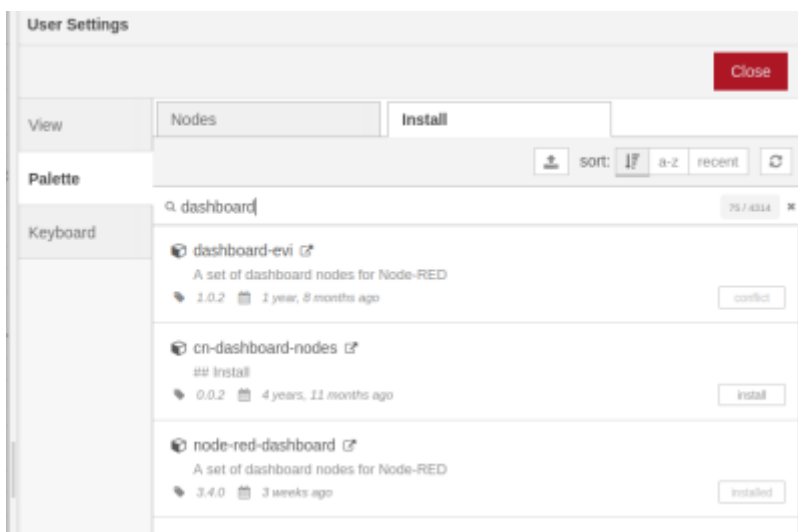 User Settings
Close
View
Palette
Keyboard
Nodes
Install
sort: a-z recent
dashboard 75 / 4314
dashboard-evi
A set of dashboard nodes for Node-RED
1.0.2 1 year, 8 months ago
conflict
cn-dashboard-nodes
## Install
0.0.2 4 years, 11 months ago
install
node-red-dashboard
A set of dashboard nodes for Node-RED
3.4.0 3 weeks ago
installed